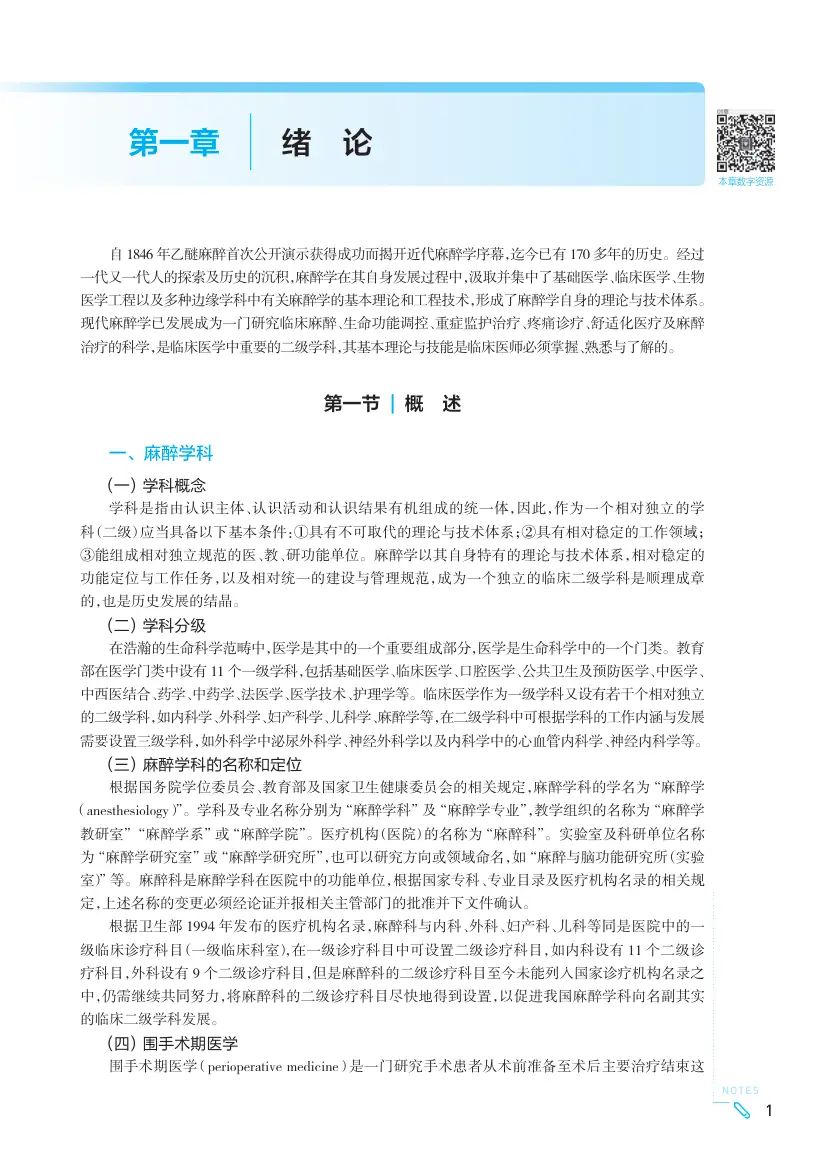 第一章
绪 论
本章数字资源
自 1846 年乙醚麻醉首次公开演示获得成功而揭开近代麻醉学序幕,迄今已有 170 多年的历史。经过
一代又一代人的探索及历史的沉积,麻醉学在其自身发展过程中,汲取并集中了基础医学、临床医学、生物
医学工程以及多种边缘学科中有关麻醉学的基本理论和工程技术,形成了麻醉学自身的理论与技术体系。
现代麻醉学已发展成为一门研究临床麻醉、生命功能调控、重症监护治疗、疼痛诊疗、舒适化医疗及麻醉
治疗的科学,是临床医学中重要的二级学科,其基本理论与技能是临床医师必须掌握、熟悉与了解的。
第一节 | 概 述
一、麻醉学科
(一) 学科概念
学科是指由认识主体、认识活动和认识结果有机组成的统一体,因此,作为一个相对独立的学
科(二级)应当具备以下基本条件:①具有不可取代的理论与技术体系;②具有相对稳定的工作领域;
③能组成相对独立规范的医、教、研功能单位。麻醉学以其自身特有的理论与技术体系,相对稳定的
功能定位与工作任务,以及相对统一的建设与管理规范,成为一个独立的临床二级学科是顺理成章
的,也是历史发展的结晶。
(二) 学科分级
在浩瀚的生命科学范畴中,医学是其中的一个重要组成部分,医学是生命科学中的一个门类。教育
部在医学门类中设有 11 个一级学科,包括基础医学、临床医学、口腔医学、公共卫生及预防医学、中医学、
中西医结合、药学、中药学、法医学、医学技术、护理学等。临床医学作为一级学科又设有若干个相对独立
的二级学科,如内科学、外科学、妇产科学、儿科学、麻醉学等,在二级学科中可根据学科的工作内涵与发展
需要设置三级学科,如外科学中泌尿外科学、神经外科学以及内科学中的心血管内科学、神经内科学等。
(三) 麻醉学科的名称和定位
根据国务院学位委员会、教育部及国家卫生健康委员会的相关规定,麻醉学科的学名为“麻醉学
(anesthesiology)”。学科及专业名称分别为“麻醉学科”及“麻醉学专业”,教学组织的名称为“麻醉学
教研室”“麻醉学系”或“麻醉学院”。医疗机构(医院)的名称为“麻醉科”。实验室及科研单位名称
为“麻醉学研究室”或“麻醉学研究所”,也可以研究方向或领域命名,如“麻醉与脑功能研究所(实验
室)”等。麻醉科是麻醉学科在医院中的功能单位,根据国家专科、专业目录及医疗机构名录的相关规
定,上述名称的变更必须经论证并报相关主管部门的批准并下文件确认。
根据卫生部 1994 年发布的医疗机构名录,麻醉科与内科、外科、妇产科、儿科等同是医院中的一
级临床诊疗科目(一级临床科室),在一级诊疗科目中可设置二级诊疗科目,如内科设有 11 个二级诊
疗科目,外科设有 9 个二级诊疗科目,但是麻醉科的二级诊疗科目至今未能列入国家诊疗机构名录之
中,仍需继续共同努力,将麻醉科的二级诊疗科目尽快地得到设置,以促进我国麻醉学科向名副其实
的临床二级学科发展。
(四) 围手术期医学
围手术期医学(perioperative medicine)是一门研究手术患者从术前准备至术后主要治疗结束这
NOTES
1